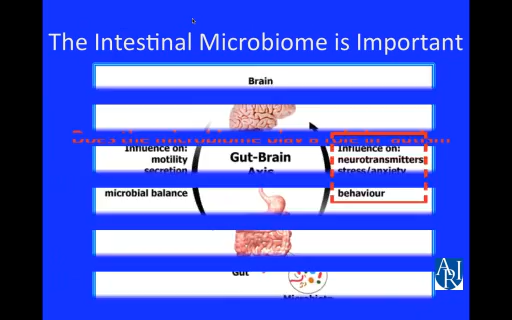 The Intestinal Microbiome is Important
Brain
Influence on:
motility
secretion
microbial balance
Gut-Brain
Axis
Influence on:
neurotransmitters
stress/anxiety
behaviour
Gut
Microbiota